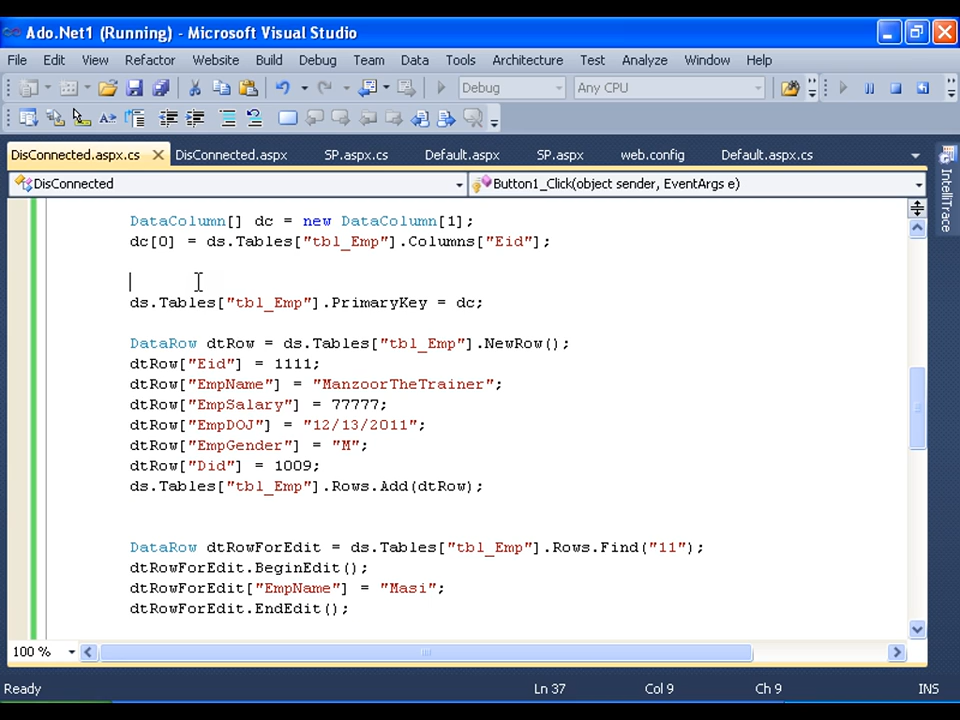 Ado.Net1 (Running) - Microsoft Visual Studio
File Edit View Refactor Website Build Debug Team Data Tools Architecture Test Analyze Window Help
Debug Any CPU
DisConnected.aspx.cs DisConnected.aspx SP.aspx.cs Default.aspx SP.aspx web.config Default.aspx.cs
DisConnected Button1_Click(object sender, EventArgs e)
IntelliTrace
DataColumn[] dc = new DataColumn[1];
dc[0] = ds.Tables["tbl_Emp"].Columns["Eid"];
ds.Tables["tbl_Emp"].PrimaryKey = dc;
DataRow dtRow = ds.Tables["tbl_Emp"].NewRow();
dtRow["Eid"] = 1111;
dtRow["EmpName"] = "ManzoorTheTrainer";
dtRow["EmpSalary"] = 77777;
dtRow["EmpDOJ"] = "12/13/2011";
dtRow["EmpGender"] = "M";
dtRow["Did"] = 1009;
ds.Tables["tbl_Emp"].Rows.Add(dtRow);
DataRow dtRowForEdit = ds.Tables["tbl_Emp"].Rows.Find("11");
dtRowForEdit.BeginEdit();
dtRowForEdit["EmpName"] = "Masi";
dtRowForEdit.EndEdit();
100 %
Ready Ln 37 Col 9 Ch 9 INS